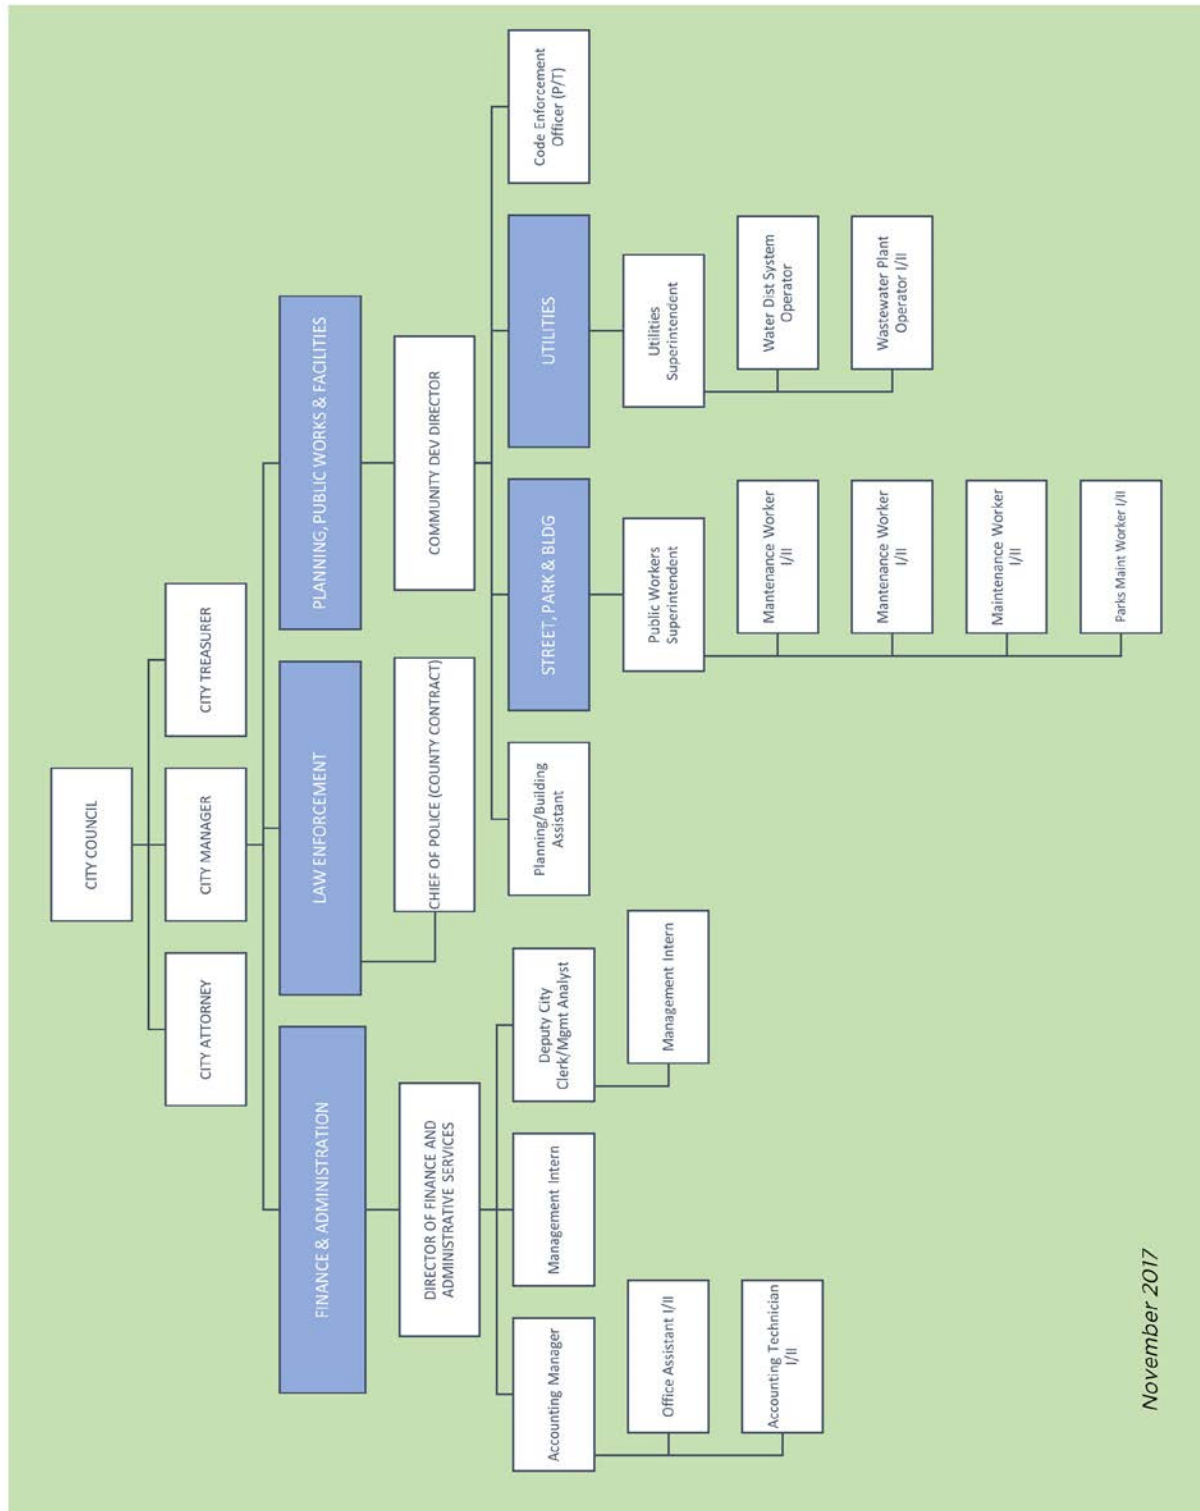 CITY COUNCIL
CITY ATTORNEY
CITY MANAGER
CITY TREASURER
FINANCE & ADMINISTRATION
LAW ENFORCEMENT
PLANNING, PUBLIC WORKS & FACILITIES
DIRECTOR OF FINANCE AND
ADMINISTRATIVE SERVICES
CHIEF OF POLICE (COUNTY CONTRACT)
COMMUNITY DEV DIRECTOR
Accounting Manager
Management Intern
Deputy City
Clerk/Mgmt Analyst
Planning/Building
Assistant
STREET, PARK & BLDG
UTILITIES
Code Enforcement
Officer (P/T)
Office Assistant I/II
Management Intern
Public Workers
Superintendent
Utilities
Superintendent
Accounting Technician
I/II
Mantenance Worker
I/II
Water Dist System
Operator
Mantenance Worker
I/II
Wastewater Plant
Operator I/II
Maintenance Worker
I/II
Parks Maint Worker I/II
November 2017